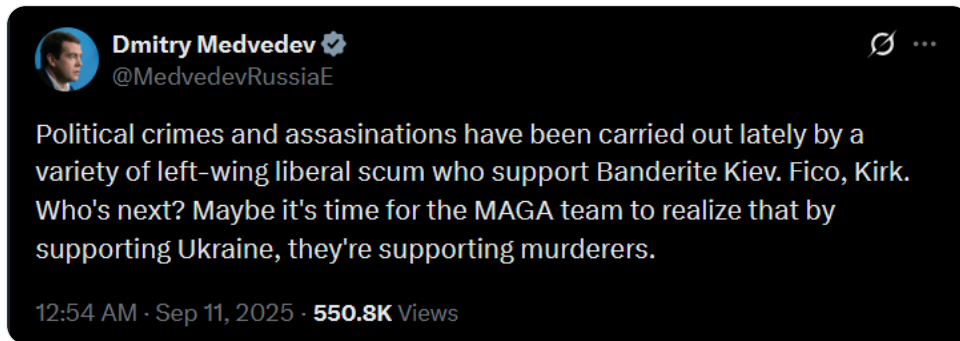 Dmitry Medvedev
@MedvedevRussiaE
Political crimes and assasinations have been carried out lately by a
variety of left-wing liberal scum who support Banderite Kiev. Fico, Kirk.
Who's next? Maybe it's time for the MAGA team to realize that by
supporting Ukraine, they're supporting murderers.
12:54 AM · Sep 11, 2025 · 550.8K Views